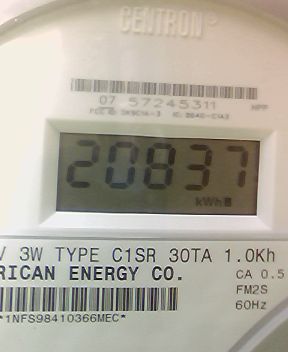 CENTRON®
07 57245311
20837
kWh
V 3W TYPE C1SR 30TA 1.0Kh
RICAN ENERGY CO.
CA 0.5
FM2S
60Hz
*1NFS98410366MEC*